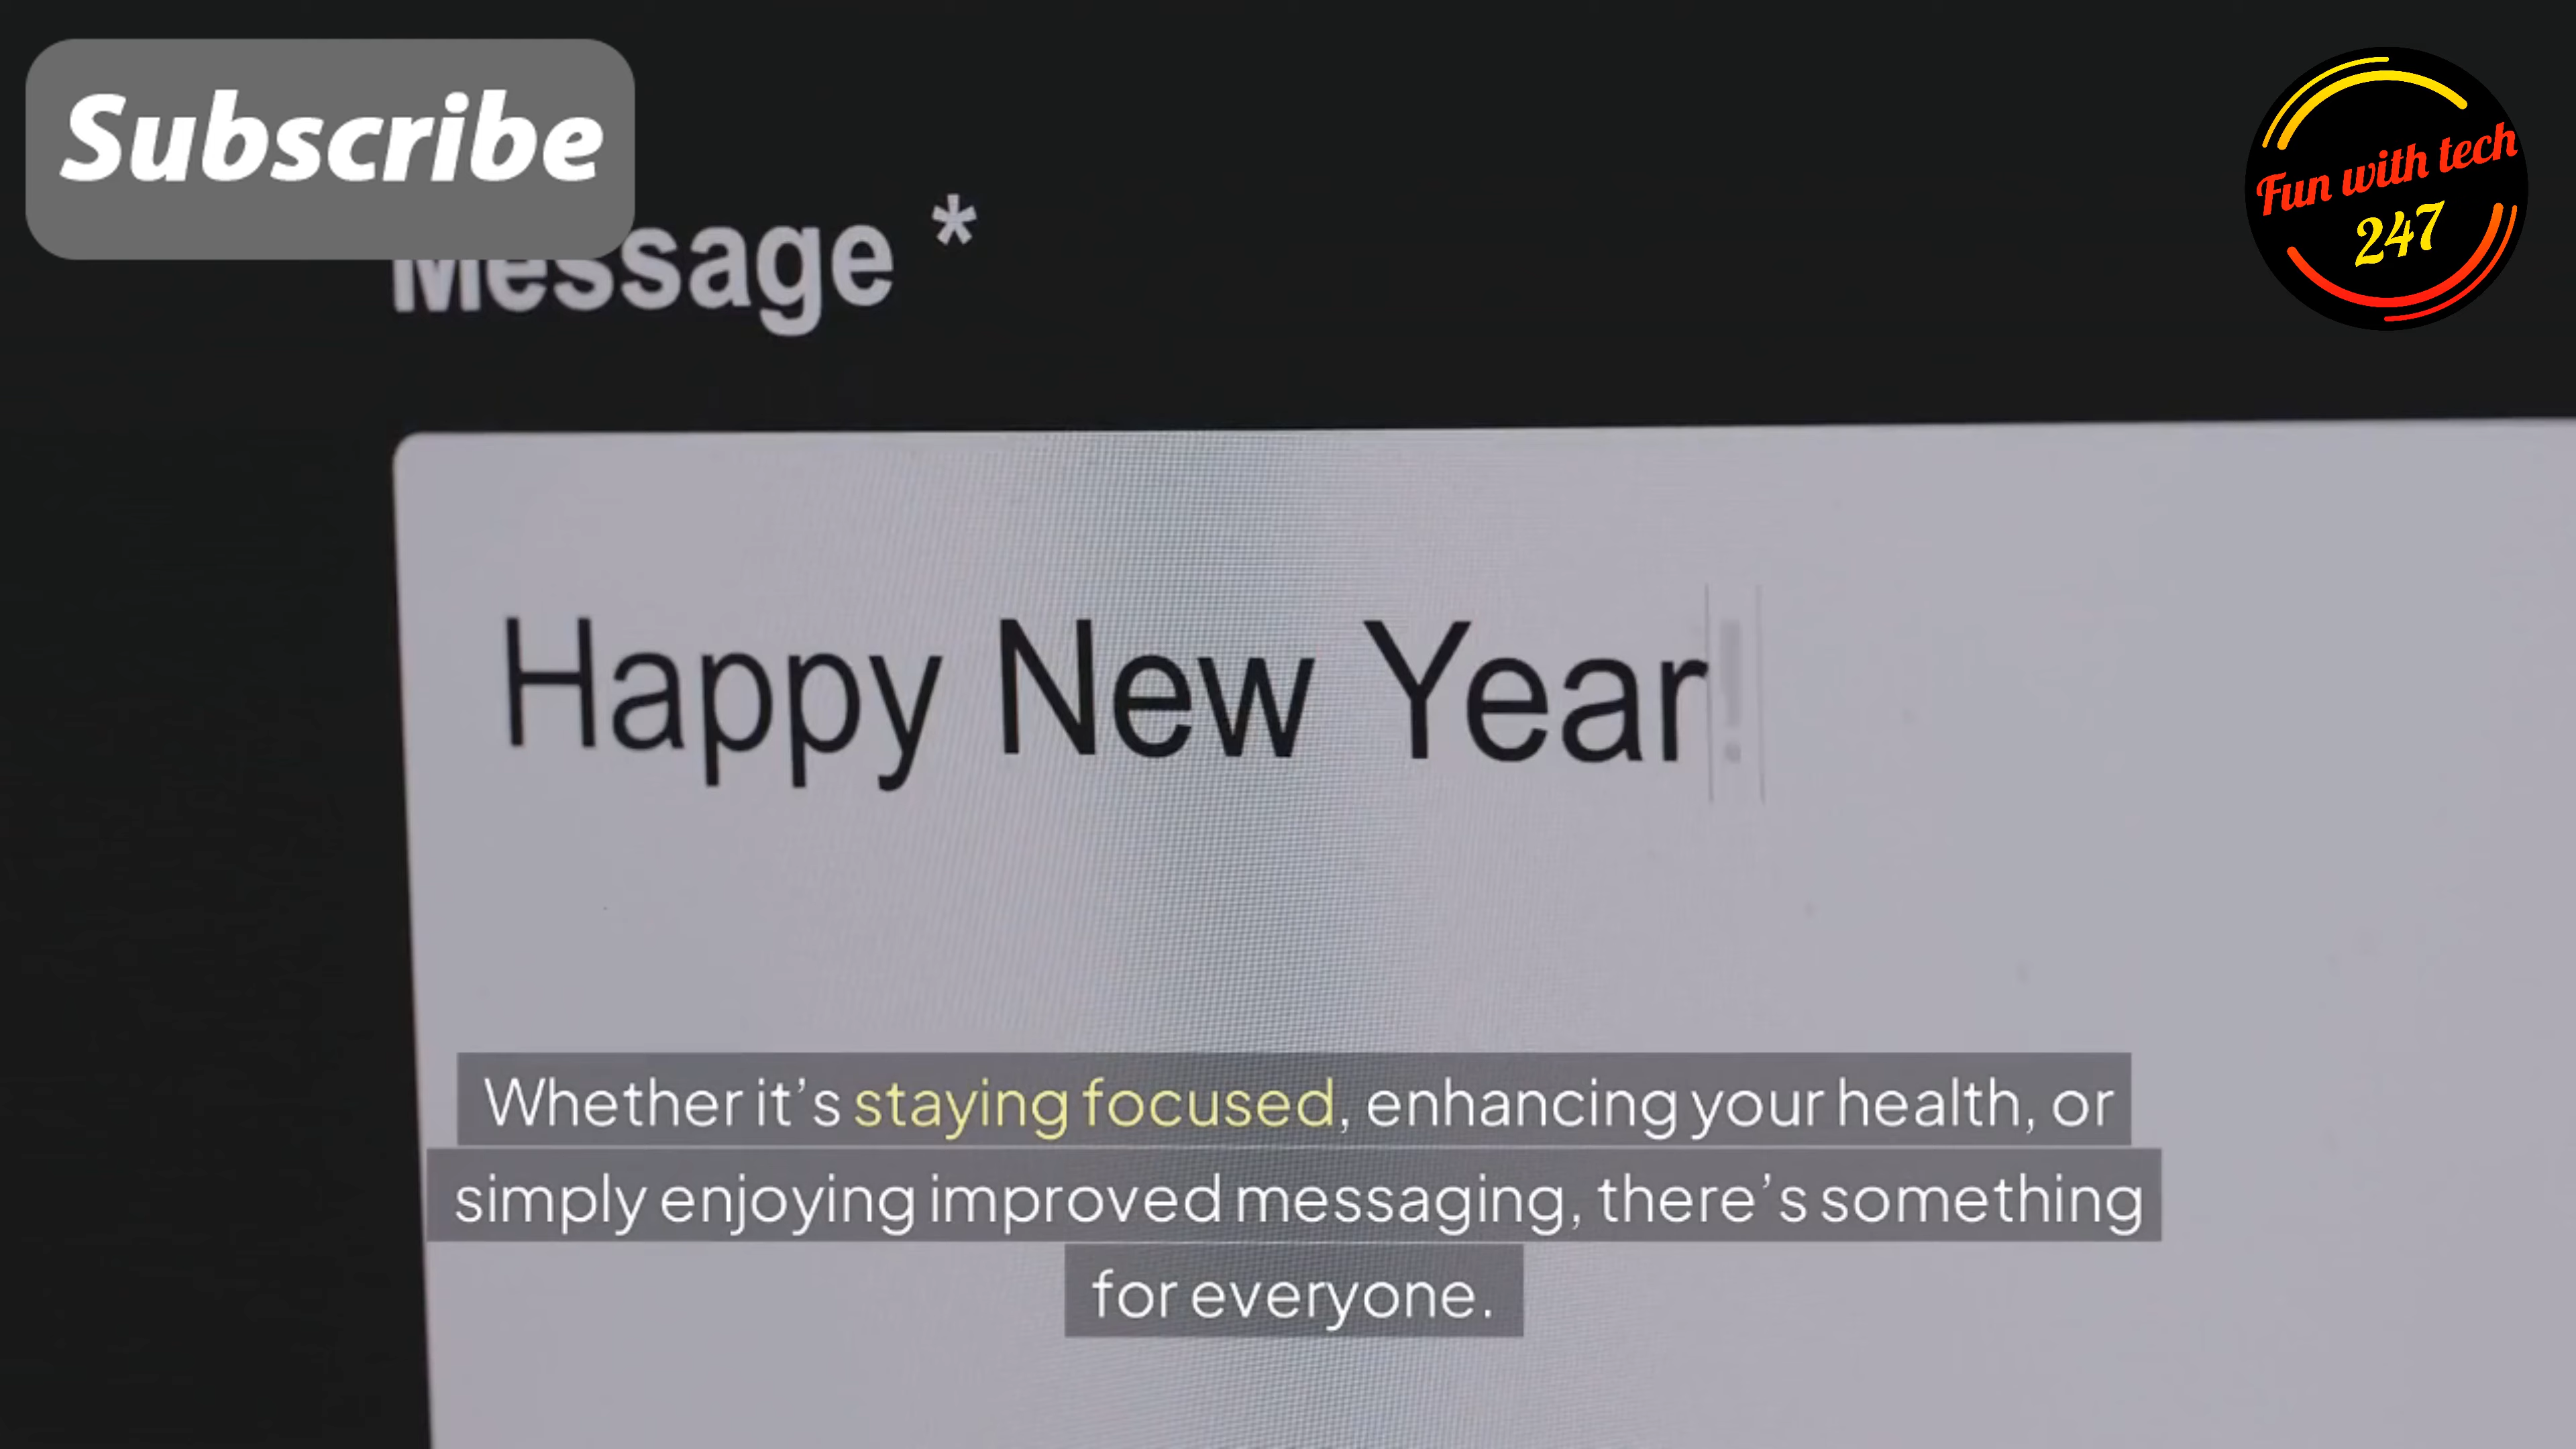 Subscribe
Fun with tech
247
Message *
Happy New Year!
Whether it's staying focused, enhancing your health, or
simply enjoying improved messaging, there's something
for everyone.